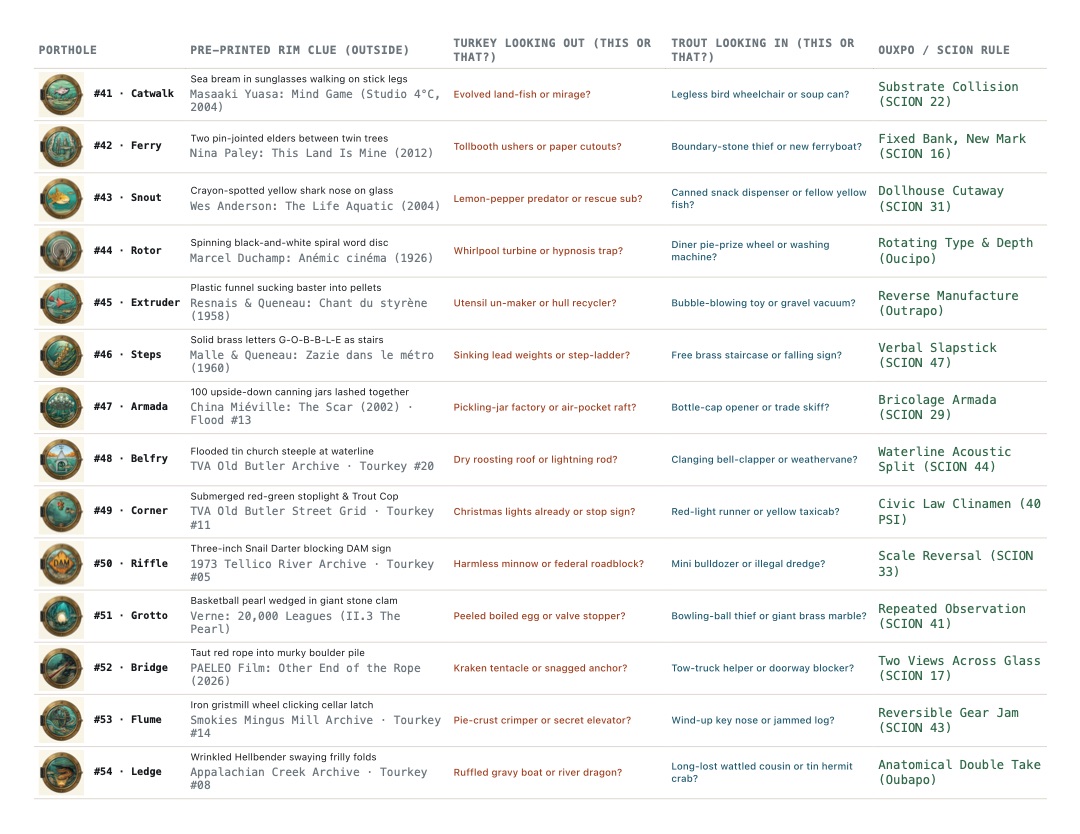 PORTHOLE
PRE-PRINTED RIM CLUE (OUTSIDE)
TURKEY LOOKING OUT (THIS OR
THAT?)
TROUT LOOKING IN (THIS OR
THAT?)
OUXPO / SCION RULE
#41 · Catwalk
Sea bream in sunglasses walking on stick legs
Masaaki Yuasa: Mind Game (Studio 4°C,
2004)
Evolved land-fish or mirage?
Legless bird wheelchair or soup can?
Substrate Collision
(SCION 22)
#42 · Ferry
Two pin-jointed elders between twin trees
Nina Paley: This Land Is Mine (2012)
Tollbooth ushers or paper cutouts?
Boundary-stone thief or new ferryboat?
Fixed Bank, New Mark
(SCION 16)
#43 · Snout
Crayon-spotted yellow shark nose on glass
Wes Anderson: The Life Aquatic (2004)
Lemon-pepper predator or rescue sub?
Canned snack dispenser or fellow yellow
fish?
Dollhouse Cutaway
(SCION 31)
#44 · Rotor
Spinning black-and-white spiral word disc
Marcel Duchamp: Anémic cinéma (1926)
Whirlpool turbine or hypnosis trap?
Diner pie-prize wheel or washing
machine?
Rotating Type & Depth
(Oucipo)
#45 · Extruder
Plastic funnel sucking baster into pellets
Resnais & Queneau: Chant du styrène
(1958)
Utensil un-maker or hull recycler?
Bubble-blowing toy or gravel vacuum?
Reverse Manufacture
(Outrapo)
#46 · Steps
Solid brass letters G-O-B-B-L-E as stairs
Malle & Queneau: Zazie dans le métro
(1960)
Sinking lead weights or step-ladder?
Free brass staircase or falling sign?
Verbal Slapstick
(SCION 47)
#47 · Armada
100 upside-down canning jars lashed together
China Miéville: The Scar (2002) ·
Flood #13
Pickling-jar factory or air-pocket raft?
Bottle-cap opener or trade skiff?
Bricolage Armada
(SCION 29)
#48 · Belfry
Flooded tin church steeple at waterline
TVA Old Butler Archive · Tourkey #20
Dry roosting roof or lightning rod?
Clanging bell-clapper or weathervane?
Waterline Acoustic
Split (SCION 44)
#49 · Corner
Submerged red-green stoplight & Trout Cop
TVA Old Butler Street Grid · Tourkey
#11
Christmas lights already or stop sign?
Red-light runner or yellow taxicab?
Civic Law Clinamen (40
PSI)
DAM
#50 · Riffle
Three-inch Snail Darter blocking DAM sign
1973 Tellico River Archive · Tourkey
#05
Harmless minnow or federal roadblock?
Mini bulldozer or illegal dredge?
Scale Reversal (SCION
33)
#51 · Grotto
Basketball pearl wedged in giant stone clam
Verne: 20,000 Leagues (II.3 The
Pearl)
Peeled boiled egg or valve stopper?
Bowling-ball thief or giant brass marble?
Repeated Observation
(SCION 41)
#52 · Bridge
Taut red rope into murky boulder pile
PAELEO Film: Other End of the Rope
(2026)
Kraken tentacle or snagged anchor?
Tow-truck helper or doorway blocker?
Two Views Across Glass
(SCION 17)
#53 · Flume
Iron gristmill wheel clicking cellar latch
Smokies Mingus Mill Archive · Tourkey
#14
Pie-crust crimper or secret elevator?
Wind-up key nose or jammed log?
Reversible Gear Jam
(SCION 43)
#54 · Ledge
Wrinkled Hellbender swaying frilly folds
Appalachian Creek Archive · Tourkey
#08
Ruffled gravy boat or river dragon?
Long-lost wattled cousin or tin hermit
crab?
Anatomical Double Take
(Oubapo)